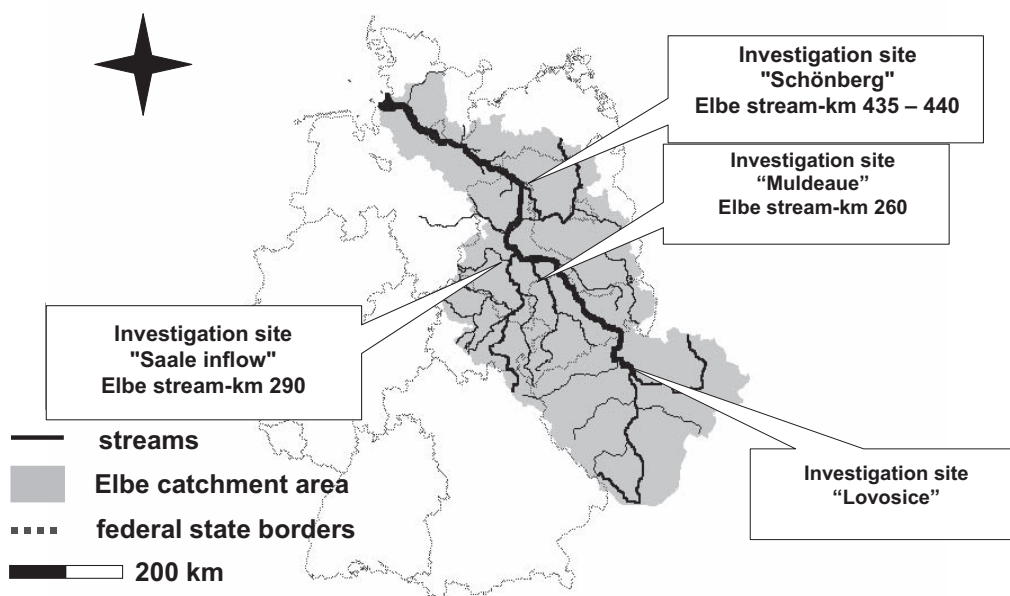 Investigation site
"Schönberg"
Elbe stream-km 435 – 440
Investigation site
“Muldeaue”
Elbe stream-km 260
Investigation site
"Saale inflow"
Elbe stream-km 290
Investigation site
“Lovosice”
streams
Elbe catchment area
federal state borders
200 km